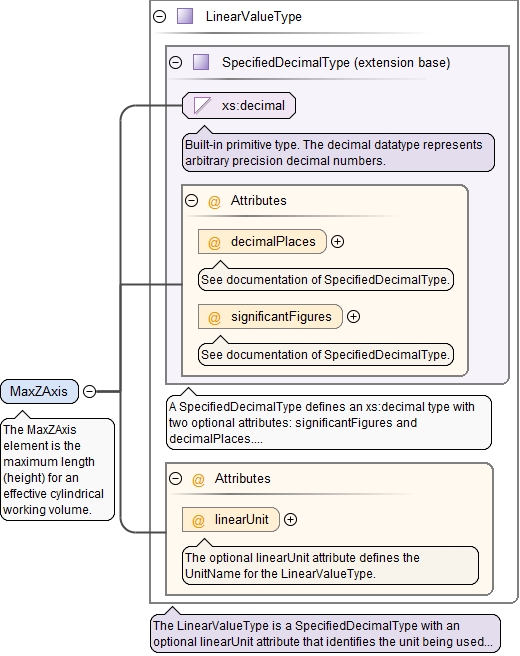 LinearValueType
SpecifiedDecimalType (extension base)
xs:decimal
Built-in primitive type. The decimal datatype represents
arbitrary precision decimal numbers.
@ Attributes
@ decimalPlaces
See documentation of SpecifiedDecimalType.
@ significantFigures
See documentation of SpecifiedDecimalType.
MaxZAxis
The MaxZAxis
element is the
maximum length
(height) for an
effective cylindrical
working volume.
A SpecifiedDecimalType defines an xs:decimal type with
two optional attributes: significantFigures and
decimalPlaces....
@ Attributes
@ linearUnit
The optional linearUnit attribute defines the
UnitName for the LinearValueType.
The LinearValueType is a SpecifiedDecimalType with an
optional linearUnit attribute that identifies the unit being used...